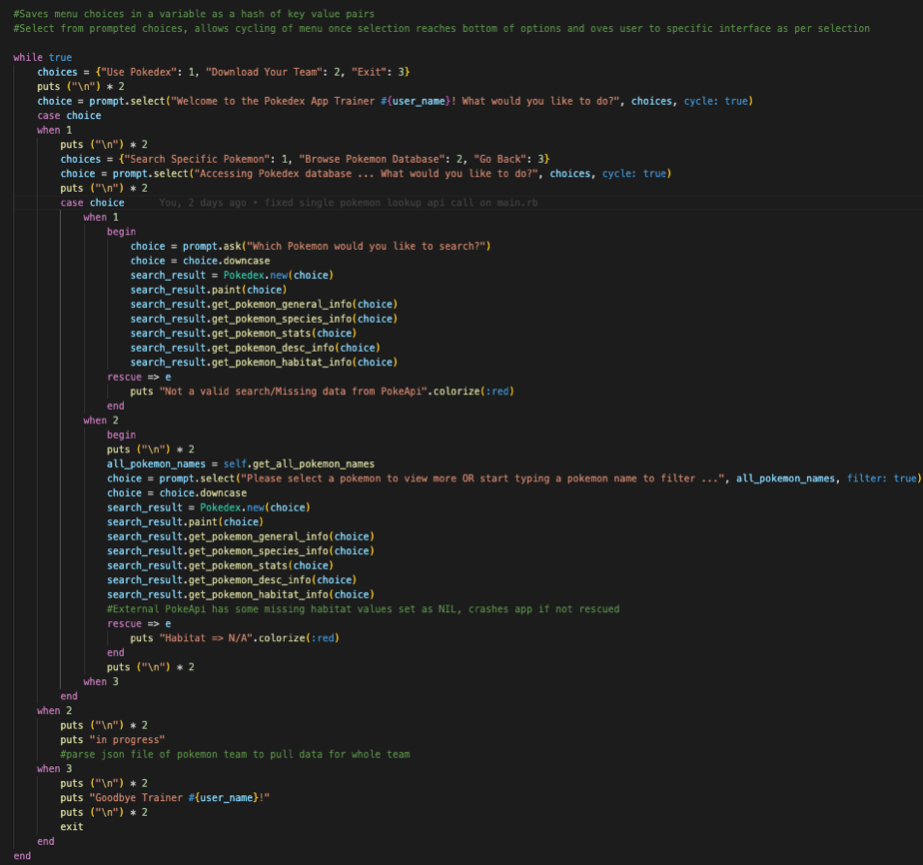 #Saves menu choices in a variable as a hash of key value pairs
#Select from prompted choices, allows cycling of menu once selection reaches bottom of options and oves user to specific interface as per selection
while true
    choices = {"Use Pokedex": 1, "Download Your Team": 2, "Exit": 3}
    puts ("\n") * 2
    choice = prompt.select("Welcome to the Pokedex App Trainer #{user_name}! What would you like to do?", choices, cycle: true)
    case choice
    when 1
        puts ("\n") * 2
        choices = {"Search Specific Pokemon": 1, "Browse Pokemon Database": 2, "Go Back": 3}
        choice = prompt.select("Accessing Pokedex database ... What would you like to do?", choices, cycle: true)
        puts ("\n") * 2
        case choice     You, 2 days ago • fixed single pokemon lookup api call on main.rb
            when 1
                begin
                    choice = prompt.ask("Which Pokemon would you like to search?")
                    choice = choice.downcase
                    search_result = Pokedex.new(choice)
                    search_result.paint(choice)
                    search_result.get_pokemon_general_info(choice)
                    search_result.get_pokemon_species_info(choice)
                    search_result.get_pokemon_stats(choice)
                    search_result.get_pokemon_desc_info(choice)
                    search_result.get_pokemon_habitat_info(choice)
                rescue => e
                    puts "Not a valid search/Missing data from PokeApi".colorize(:red)
                end
            when 2
                begin
                puts ("\n") * 2
                all_pokemon_names = self.get_all_pokemon_names
                choice = prompt.select("Please select a pokemon to view more OR start typing a pokemon name to filter ...", all_pokemon_names, filter: true)
                choice = choice.downcase
                search_result = Pokedex.new(choice)
                search_result.paint(choice)
                search_result.get_pokemon_general_info(choice)
                search_result.get_pokemon_species_info(choice)
                search_result.get_pokemon_stats(choice)
                search_result.get_pokemon_desc_info(choice)
                search_result.get_pokemon_habitat_info(choice)
                #External PokeApi has some missing habitat values set as NIL, crashes app if not rescued
                rescue => e
                    puts "Habitat => N/A".colorize(:red)
                end
                puts ("\n") * 2
            when 3
        end
    when 2
        puts ("\n") * 2
        puts "in progress"
        #parse json file of pokemon team to pull data for whole team
    when 3
        puts ("\n") * 2
        puts "Goodbye Trainer #{user_name}!"
        puts ("\n") * 2
        exit
    end
end